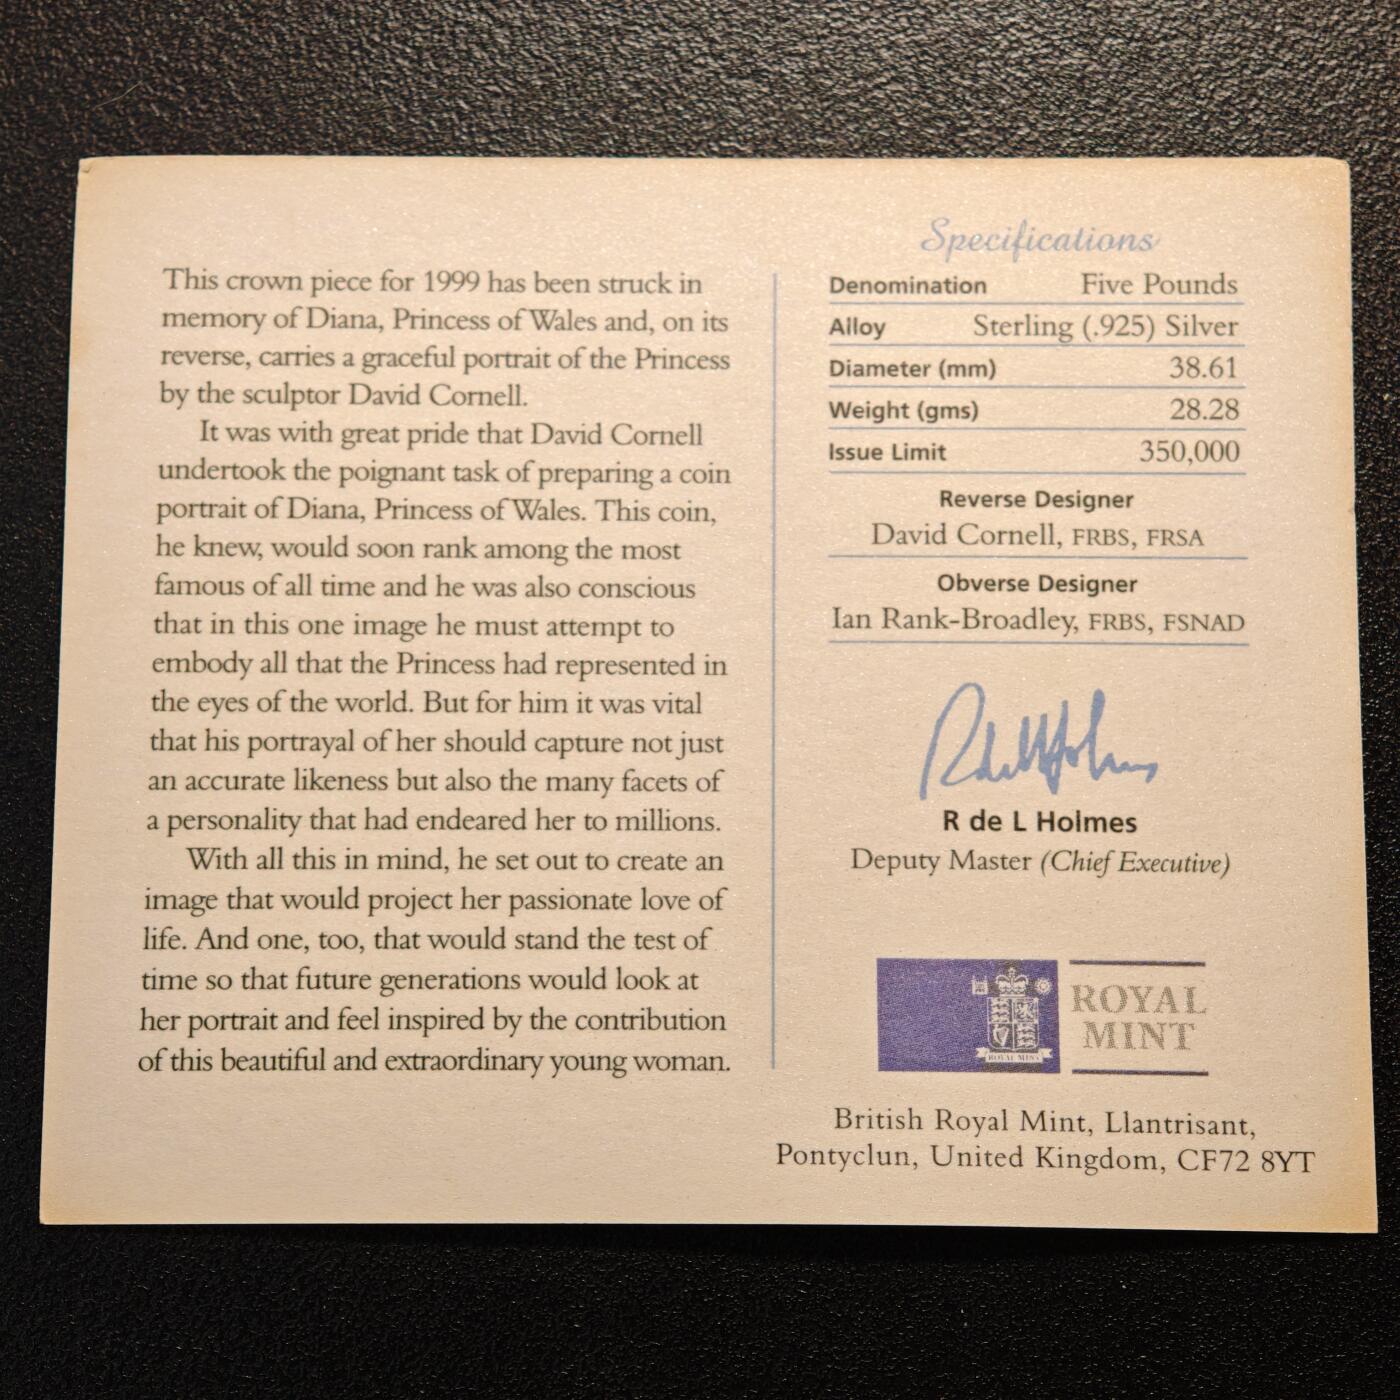 This crown piece for 1999 has been struck in
memory of Diana, Princess of Wales and, on its
reverse, carries a graceful portrait of the Princess
by the sculptor David Cornell.
It was with great pride that David Cornell
undertook the poignant task of preparing a coin
portrait of Diana, Princess of Wales. This coin,
he knew, would soon rank among the most
famous of all time and he was also conscious
that in this one image he must attempt to
embody all that the Princess had represented in
the eyes of the world. But for him it was vital
that his portrayal of her should capture not just
an accurate likeness but also the many facets of
a personality that had endeared her to millions.
With all this in mind, he set out to create an
image that would project her passionate love of
life. And one, too, that would stand the test of
time so that future generations would look at
her portrait and feel inspired by the contribution
of this beautiful and extraordinary young woman.
Specifications
Denomination Five Pounds
Alloy Sterling (.925) Silver
Diameter (mm) 38.61
Weight (gms) 28.28
Issue Limit 350,000
Reverse Designer
David Cornell, FRBS, FRSA
Obverse Designer
Ian Rank-Broadley, FRBS, FSNAD
R de L Holmes
R de L Holmes
Deputy Master (Chief Executive)
ROYAL MINT
ROYAL
MINT
British Royal Mint, Llantrisant,
Pontyclun, United Kingdom, CF72 8YT